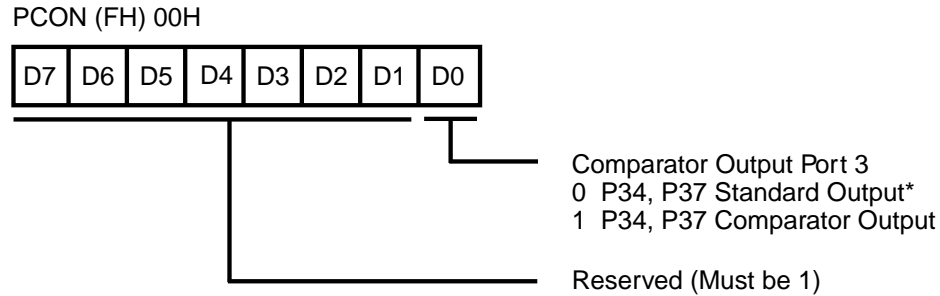 PCON (FH) 00H
D7 D6 D5 D4 D3 D2 D1 D0
Comparator Output Port 3
0 P34, P37 Standard Output*
1 P34, P37 Comparator Output
Reserved (Must be 1)